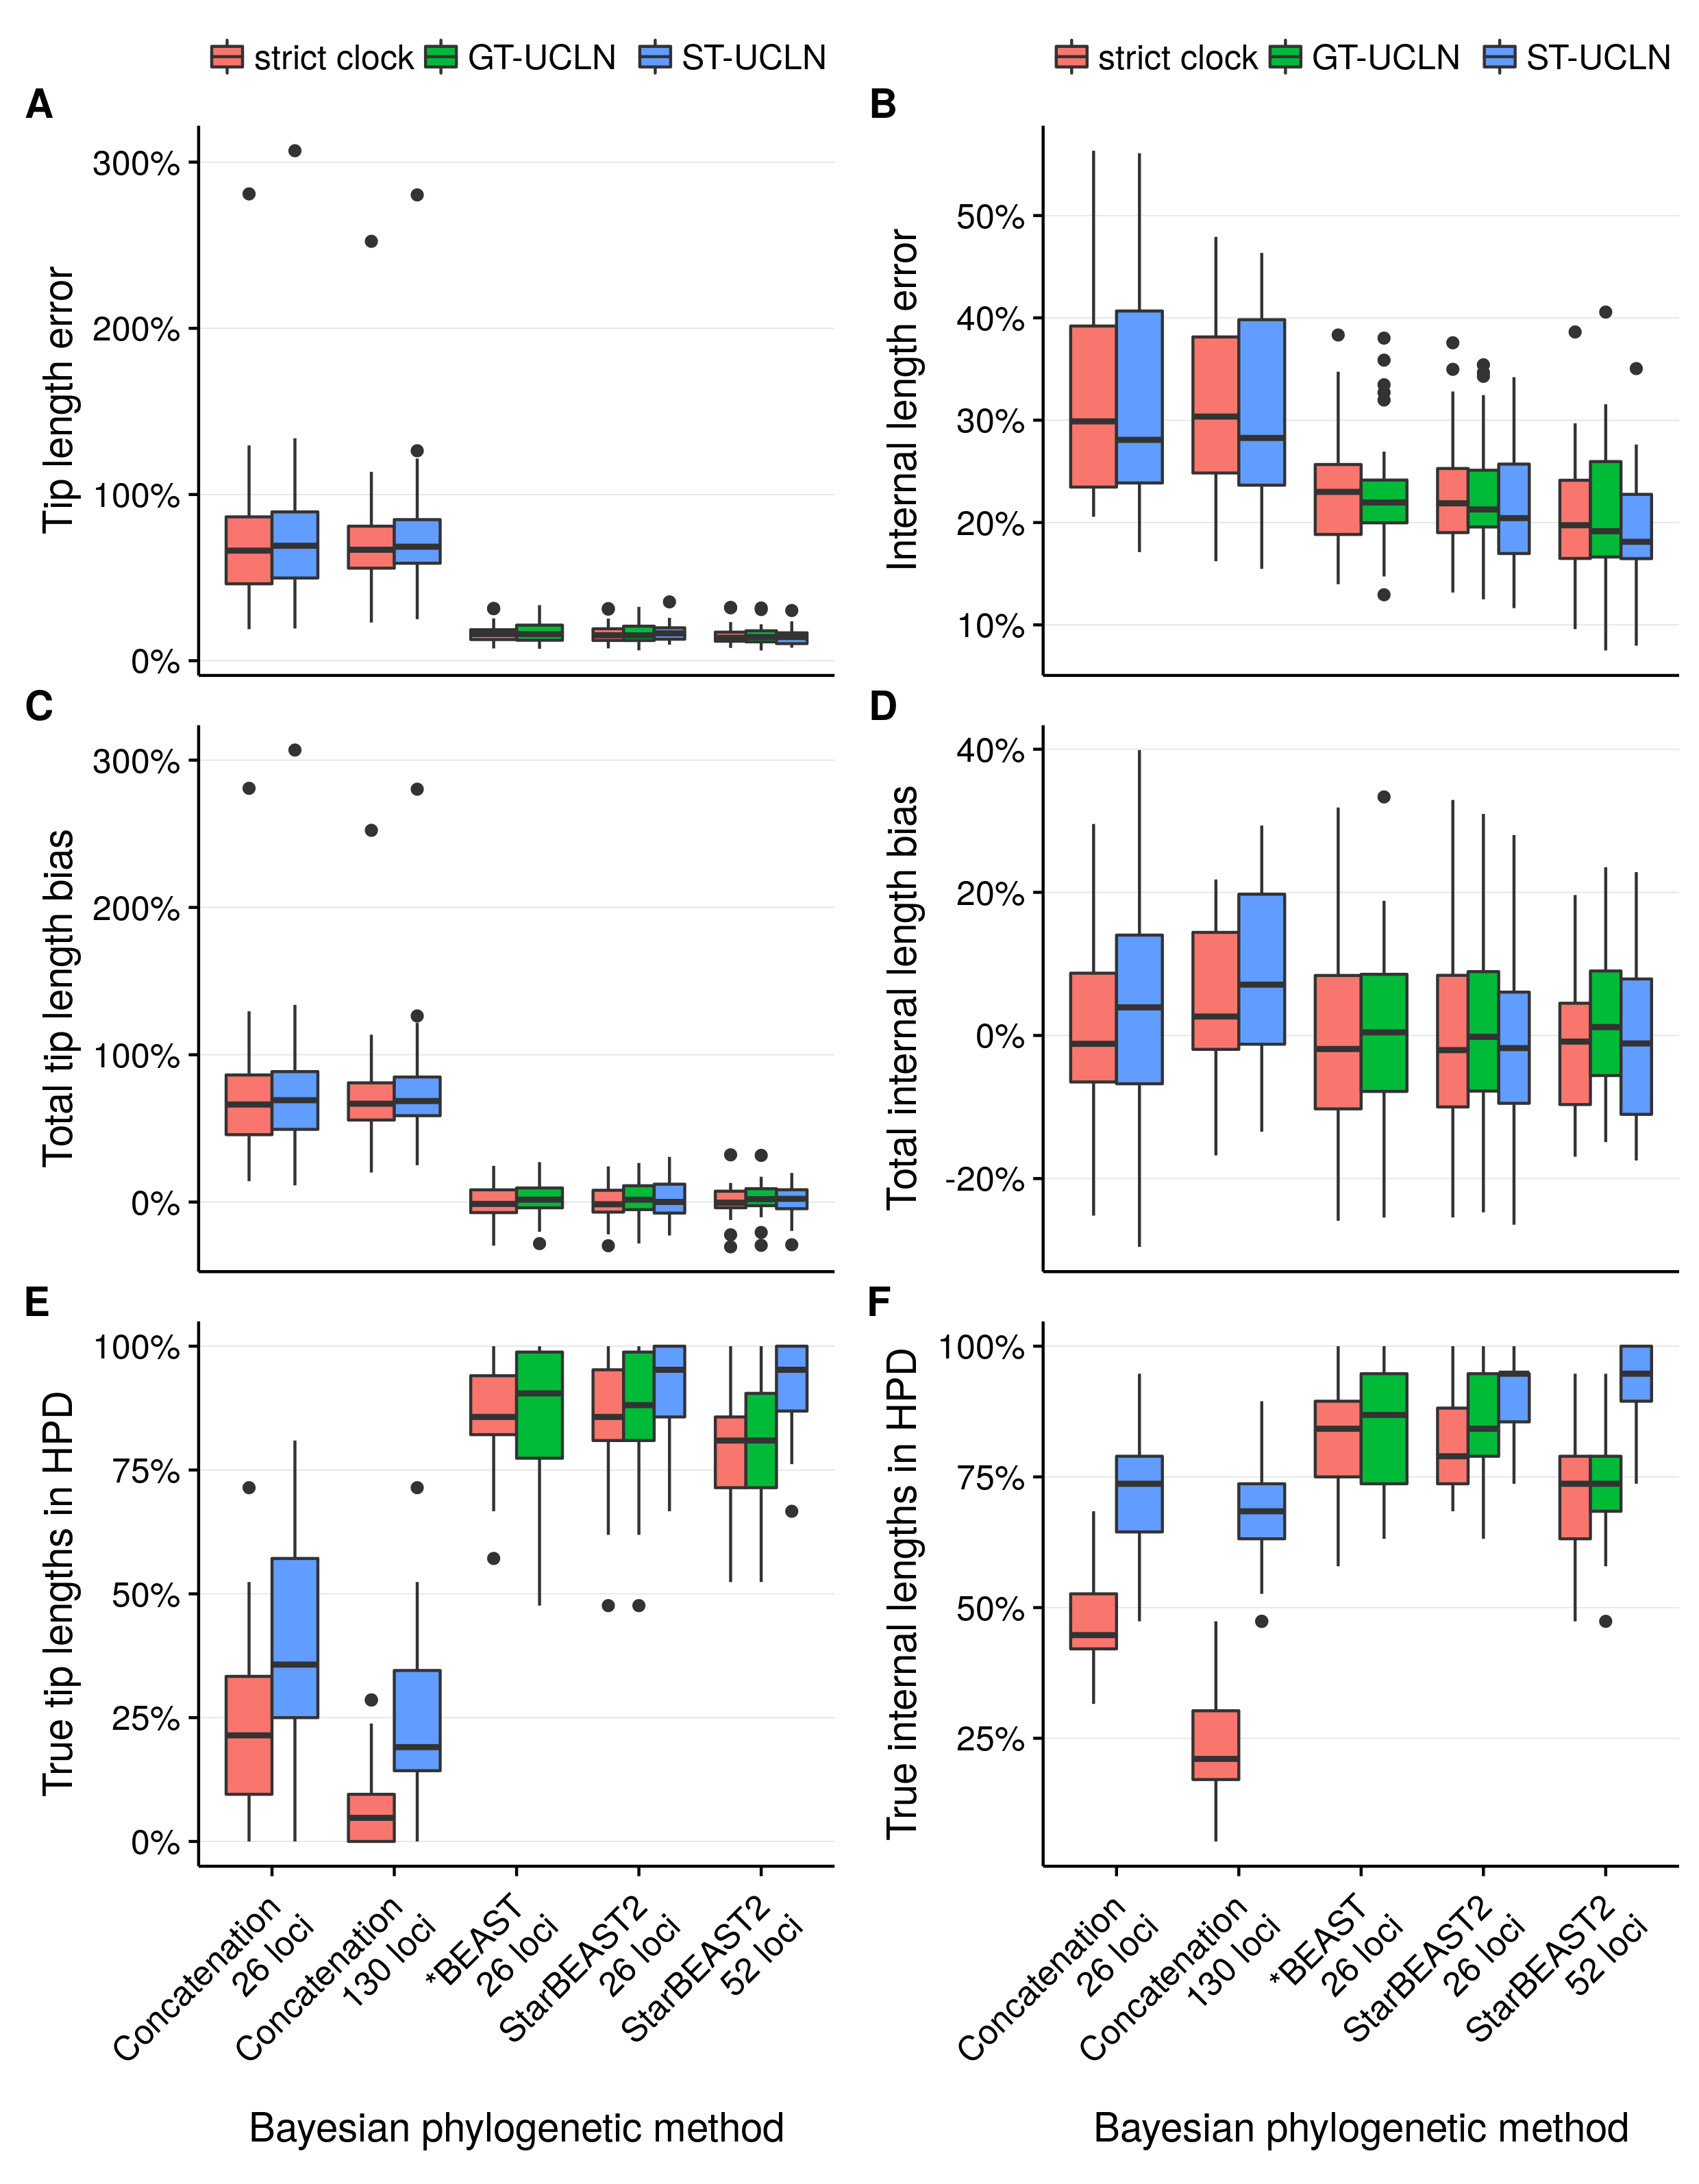 strict clock GT-UCLN ST-UCLN
strict clock GT-UCLN ST-UCLN
A
Tip length error
300%
200%
100%
0%
B
Internal length error
50%
40%
30%
20%
10%
C
Total tip length bias
300%
200%
100%
0%
D
Total internal length bias
40%
20%
0%
-20%
E
True tip lengths in HPD
100%
75%
50%
25%
0%
Concatenation
26 loci
Concatenation
130 loci
*BEAST
26 loci
StarBEAST2
26 loci
StarBEAST2
52 loci
Bayesian phylogenetic method
F
True internal lengths in HPD
100%
75%
50%
25%
Concatenation
26 loci
Concatenation
130 loci
*BEAST
26 loci
StarBEAST2
26 loci
StarBEAST2
52 loci
Bayesian phylogenetic method